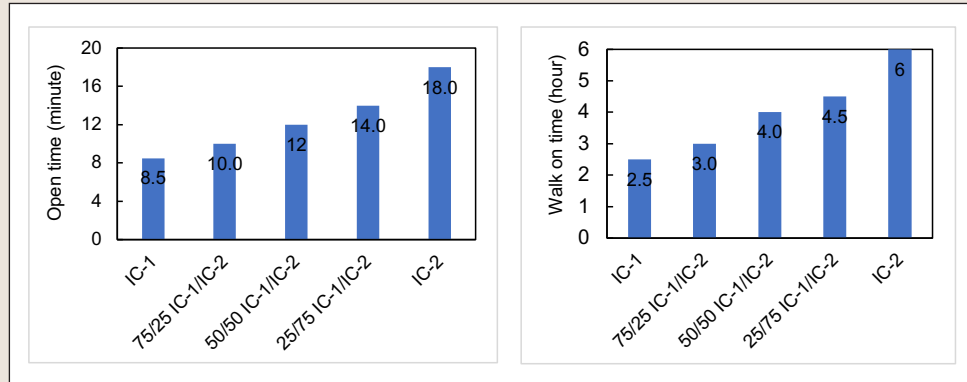 Open time (minute)
20
16
12
8
4
0
8.5
10.0
12
14.0
18.0
IC-1
75/25 IC-1/IC-2
50/50 IC-1/IC-2
25/75 IC-1/IC-2
IC-2
Walk on time (hour)
6
5
4
3
2
1
0
2.5
3.0
4.0
4.5
6
IC-1
75/25 IC-1/IC-2
50/50 IC-1/IC-2
25/75 IC-1/IC-2
IC-2